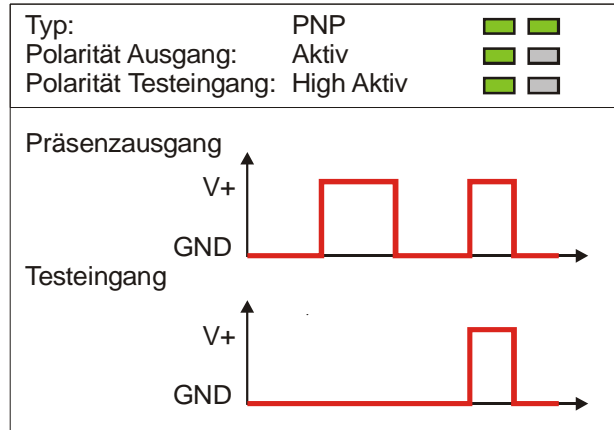 Typ: PNP
Polarität Ausgang: Aktiv
Polarität Testeingang: High Aktiv
Präsenzausgang
V+
GND
Testeingang
V+
GND